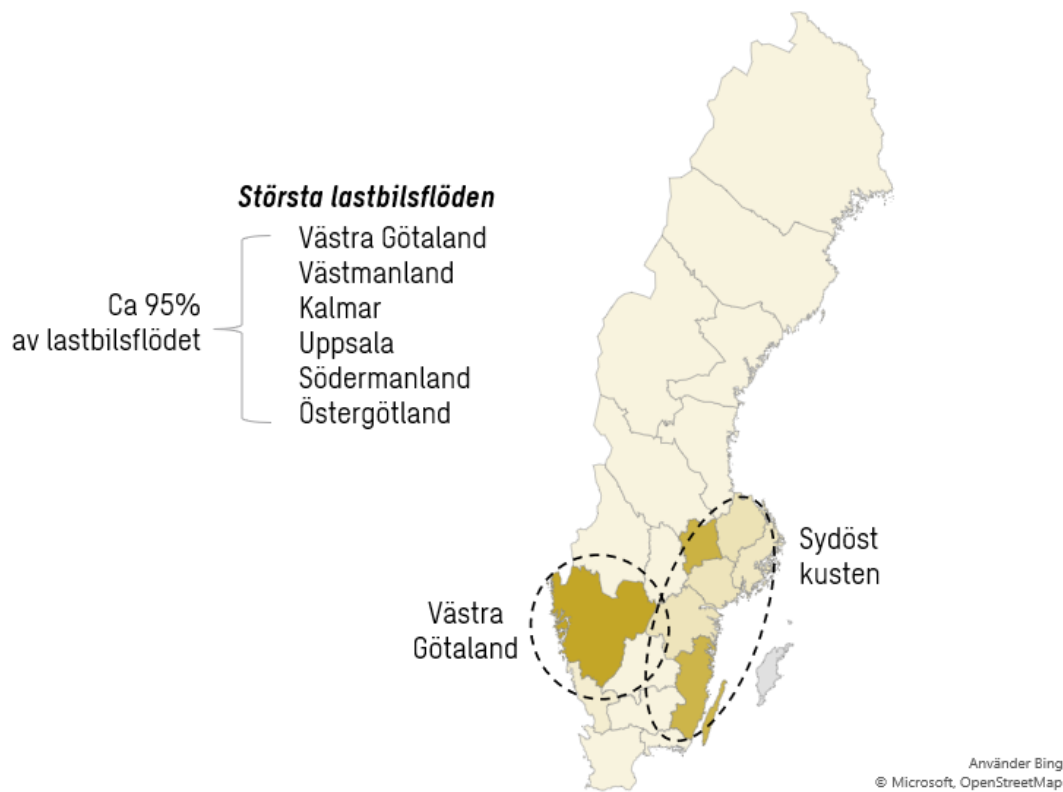 Största lastbilsflöden
Västra Götaland
Västmanland
Kalmar
Uppsala
Södermanland
Östergötland
Ca 95%
av lastbilsflödet
Sydöst
kusten
Västra
Götaland
Använder Bing
© Microsoft, OpenStreetMap